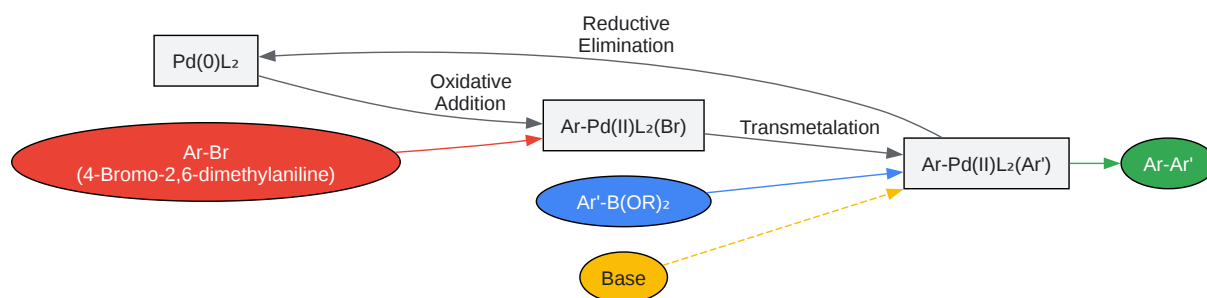 Reductive
Elimination
Pd(0)L₂
Oxidative
Addition
Ar-Pd(II)L₂(Br)
Transmetalation
Ar-Br
(4-Bromo-2,6-dimethylaniline)
Ar-Pd(II)L₂(Ar')
Ar-Ar'
Ar'-B(OR)₂
Base